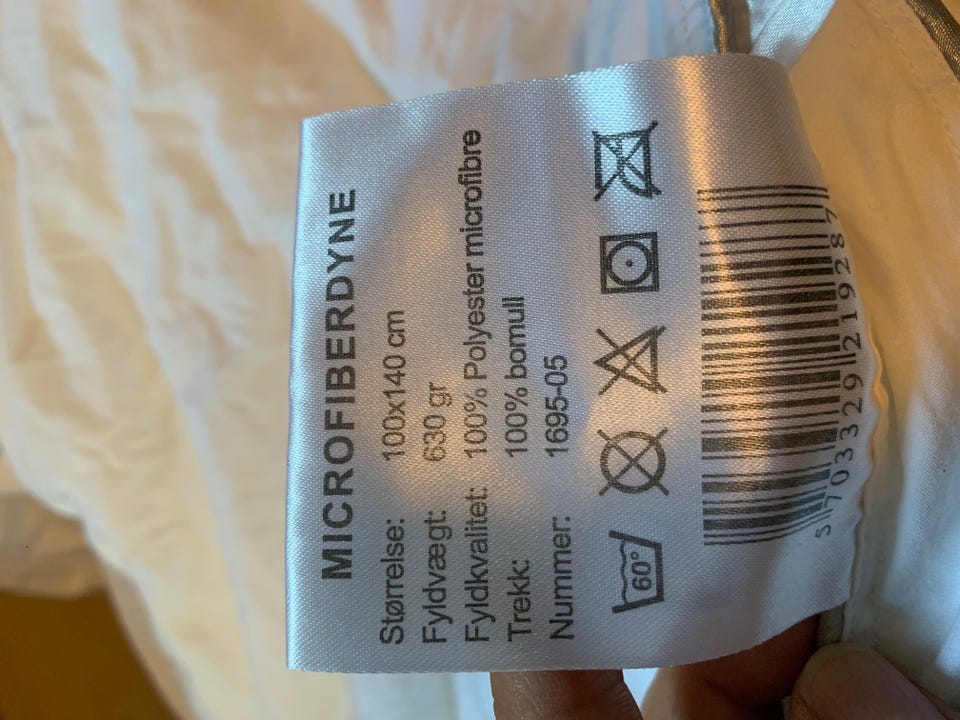 MICROFIBERDYNE
Størrelse: 100x140 cm
Fyldvægt: 630 gr
Fyldkvalitet: 100% Polyester microfibre
Trekk: 100% bomull
Nummer: 1695-05
60°
5 703329 219287